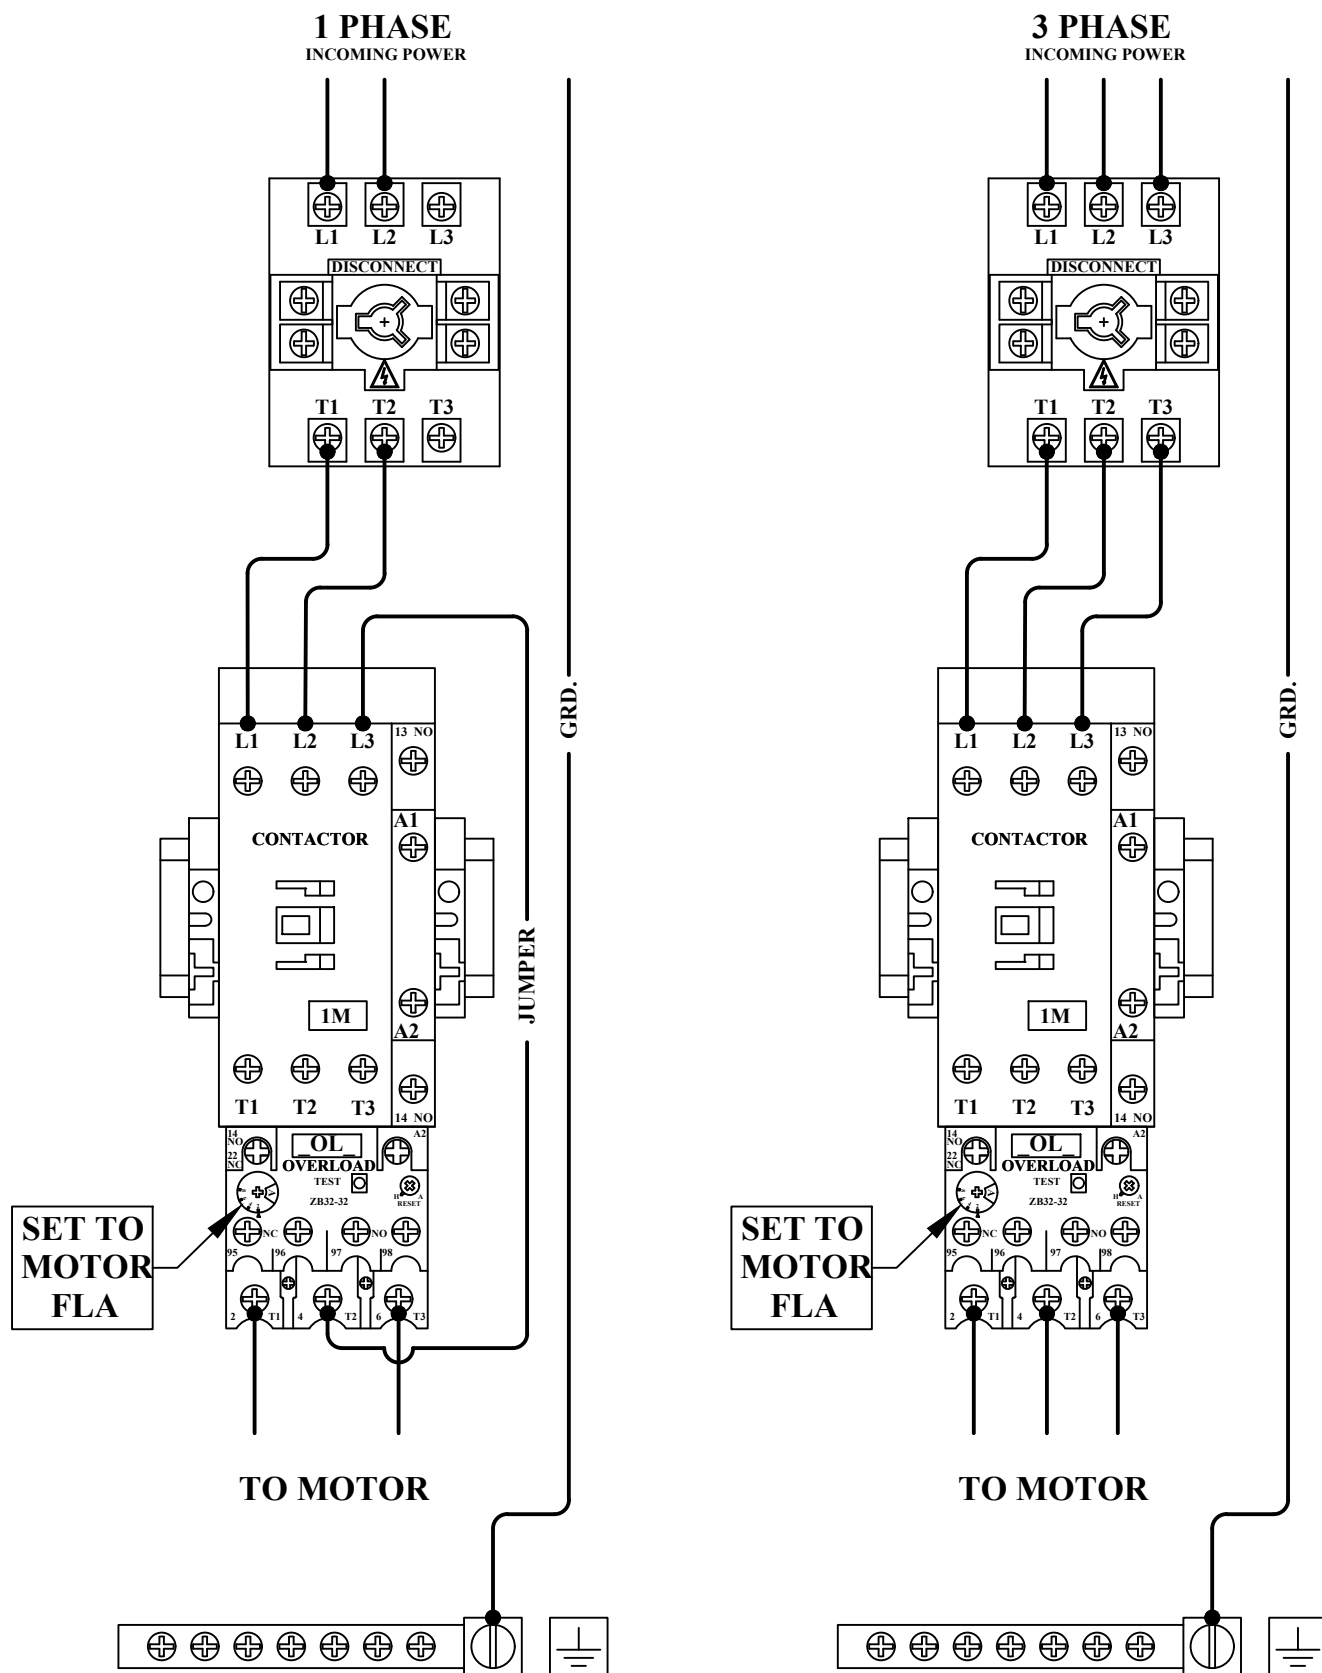 1 PHASE
INCOMING POWER
L1 L2 L3
DISCONNECT
T1 T2 T3
GRD.
L1 L2 L3
13 NO
CONTACTOR
A1
JUMPER
1M
A2
T1 T2 T3
14 NO
14 NO
22 NC
OL
A2
OVERLOAD
TEST
ZB32-32
H A
RESET
SET TO
MOTOR
FLA
NC NO
95 96 97 98
2 T1 4 T2 6 T3
TO MOTOR
3 PHASE
INCOMING POWER
L1 L2 L3
DISCONNECT
T1 T2 T3
GRD.
L1 L2 L3
13 NO
CONTACTOR
A1
1M
A2
T1 T2 T3
14 NO
14 NO
22 NC
OL
A2
OVERLOAD
TEST
ZB32-32
H A
RESET
SET TO
MOTOR
FLA
NC NO
95 96 97 98
2 T1 4 T2 6 T3
TO MOTOR